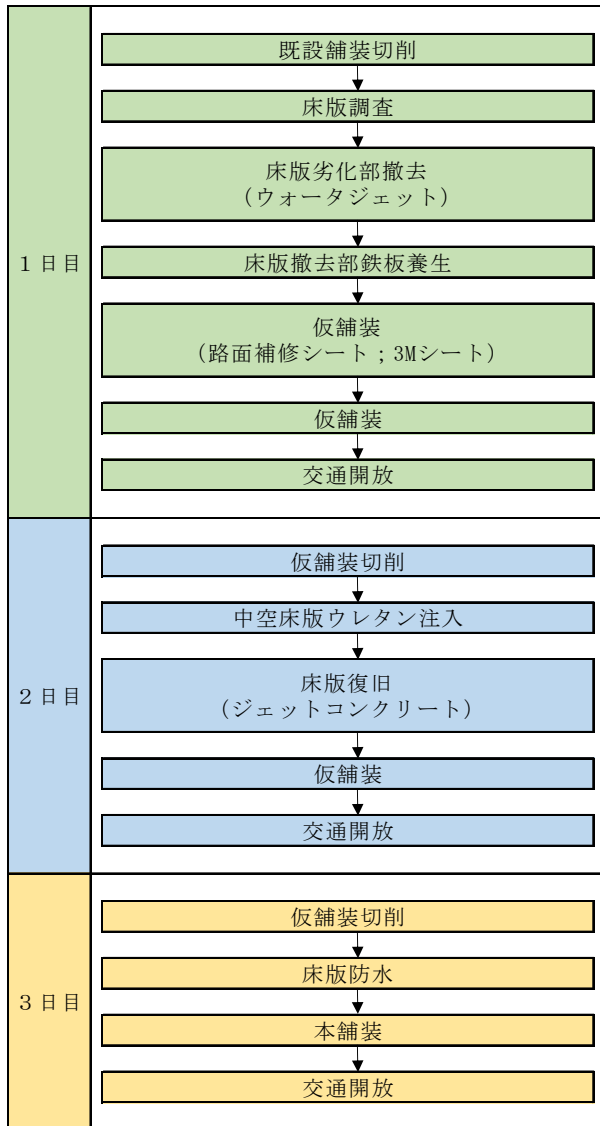 1日目
既設舗装切削
床版調査
床版劣化部撤去
（ウォータジェット）
床版撤去部鉄板養生
仮舗装
（路面補修シート；3Mシート）
仮舗装
交通開放
2日目
仮舗装切削
中空床版ウレタン注入
床版復旧
（ジェットコンクリート）
仮舗装
交通開放
3日目
仮舗装切削
床版防水
本舗装
交通開放